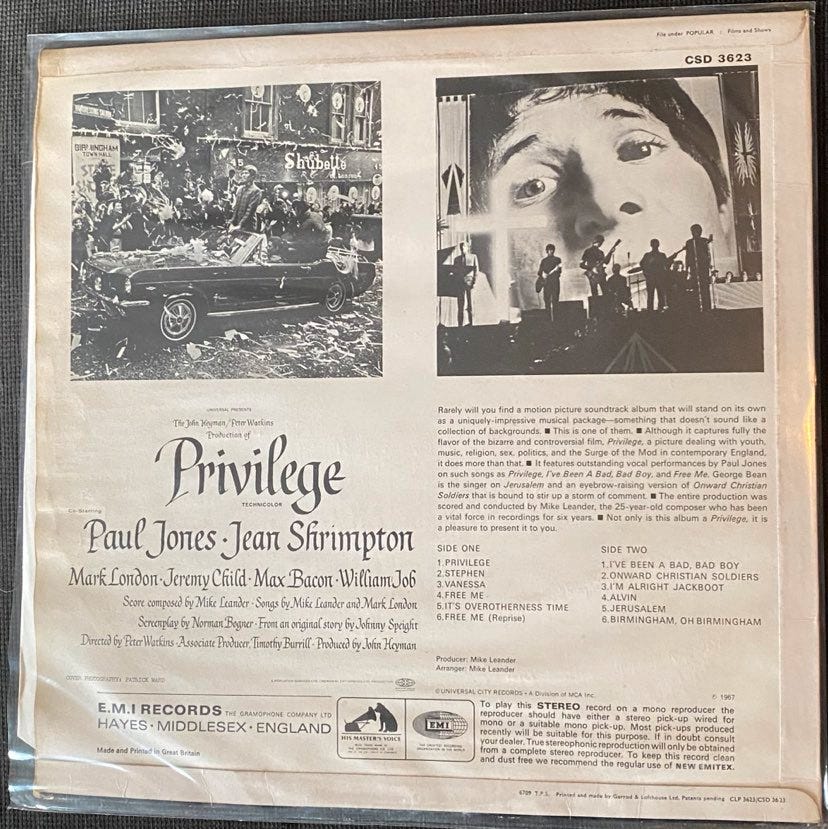 File under POPULAR : Films and Shows
CSD 3623
BIRMINGHAM
TOWN HALL
Shubette
of London
15
UNIVERSAL PRESENTS
The John Heyman/Peter Watkins
Production of
Privilege
TECHNICOLOR
Co-Starring
Paul Jones · Jean Shrimpton
Mark London · Jeremy Child · Max Bacon · William Job
Score composed by Mike Leander · Songs by Mike Leander and Mark London
Screenplay by Norman Bogner · From an original story by Johnny Speight
Directed by Peter Watkins · Associate Producer, Timothy Burrill · Produced by John Heyman
Rarely will you find a motion picture soundtrack album that will stand on its own
as a uniquely-impressive musical package—something that doesn't sound like a
collection of backgrounds. ■ This is one of them. ■ Although it captures fully the
flavor of the bizarre and controversial film, Privilege, a picture dealing with youth,
music, religion, sex, politics, and the Surge of the Mod in contemporary England,
it does more than that. ■ It features outstanding vocal performances by Paul Jones
on such songs as Privilege, I've Been A Bad, Bad Boy, and Free Me. George Bean
is the singer on Jerusalem and an eyebrow-raising version of Onward Christian
Soldiers that is bound to stir up a storm of comment. ■ The entire production was
scored and conducted by Mike Leander, the 25-year-old composer who has been
a vital force in recordings for six years. ■ Not only is this album a Privilege, it is
a pleasure to present it to you.
SIDE ONE
1.PRIVILEGE
2.STEPHEN
3.VANESSA
4.FREE ME
5.IT'S OVEROTHERNESS TIME
6.FREE ME (Reprise)
SIDE TWO
1.I'VE BEEN A BAD, BAD BOY
2.ONWARD CHRISTIAN SOLDIERS
3.I'M ALRIGHT JACKBOOT
4.ALVIN
5.JERUSALEM
6.BIRMINGHAM, OH BIRMINGHAM
Producer: Mike Leander
Arranger: Mike Leander
COVER PHOTOGRAPHY: PATRICK WARD
© UNIVERSAL CITY RECORDS · A Division of MCA Inc.
℗ 1967
E.M.I RECORDS THE GRAMOPHONE COMPANY LTD
HAYES · MIDDLESEX · ENGLAND
Made and Printed in Great Britain
HIS MASTER'S VOICE
EMI
To play this STEREO record on a mono reproducer the
reproducer should have either a stereo pick-up wired for
mono or a suitable mono pick-up. Most pick-ups produced
recently will be suitable for this purpose. If in doubt consult
your dealer. True stereophonic reproduction will only be obtained
from a complete stereo reproducer. To keep this record clean
and dust free we recommend the regular use of NEW EMITEX.
6709 T.P.S. Printed and made by Garrod & Lofthouse Ltd. Patents pending CLP 3623/CSD 3623